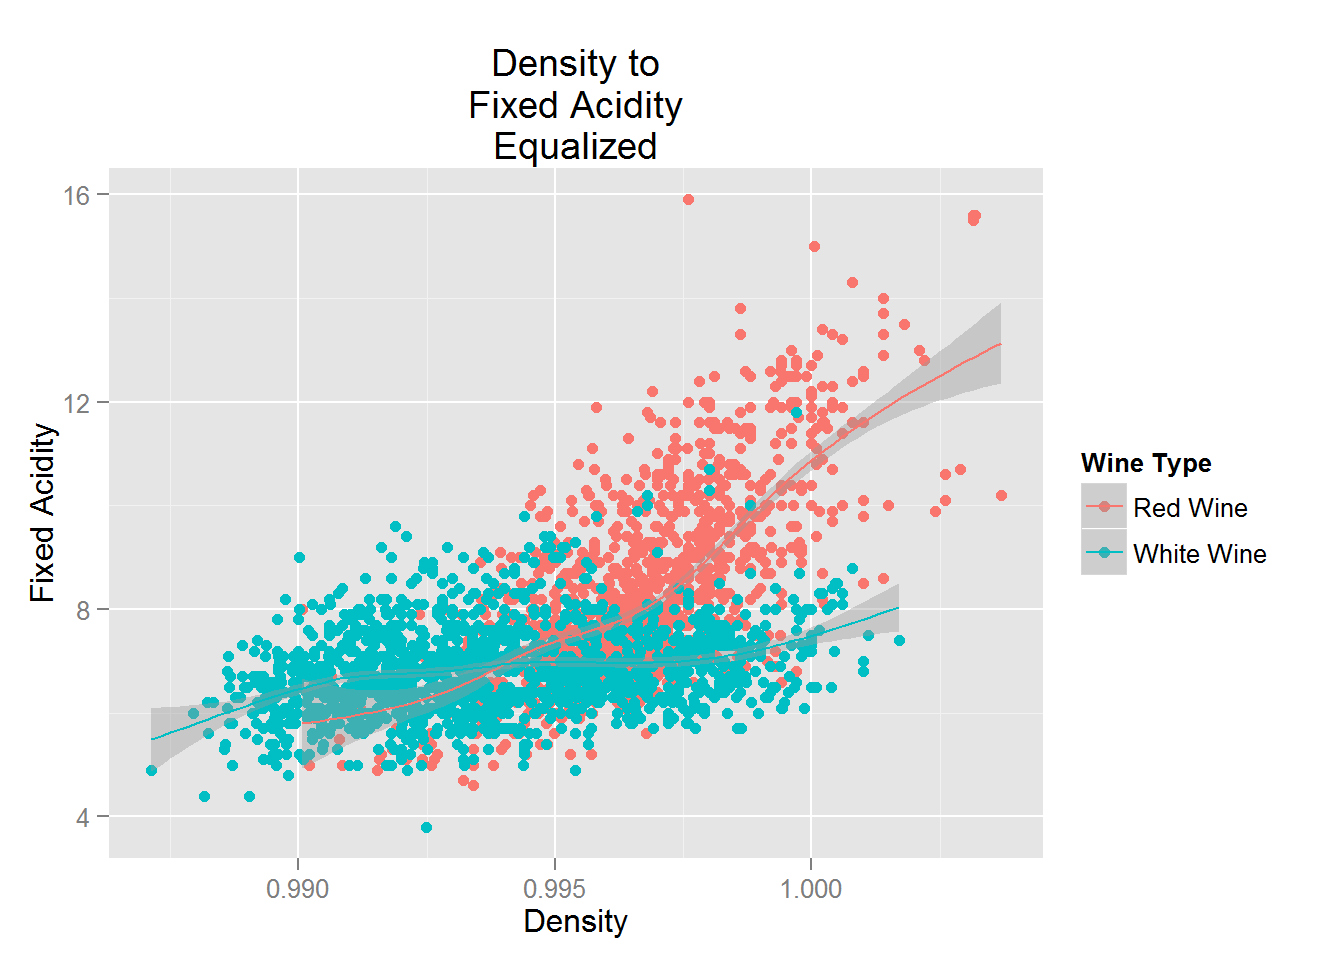 Density to
Fixed Acidity
Equalized
16
12
8
4
Fixed Acidity
0.990
0.995
1.000
Density
Wine Type
Red Wine
White Wine